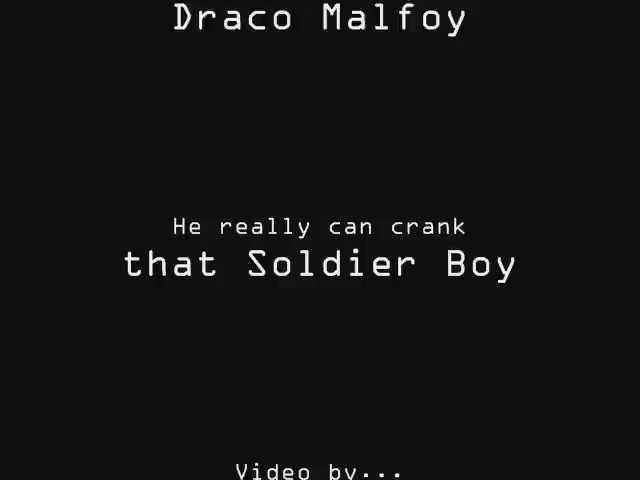 Draco Malfoy
He really can crank
that Soldier Boy
Video by...